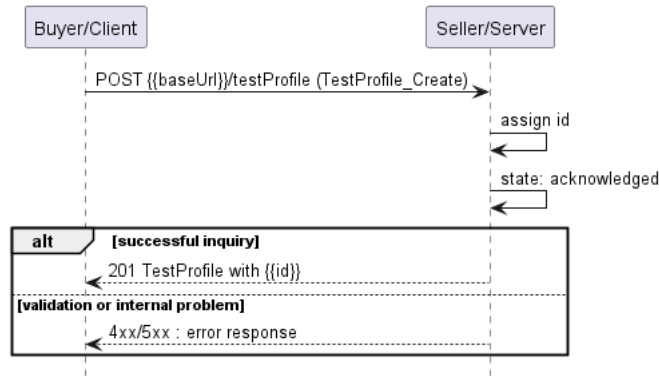 Buyer/Client
Seller/Server
POST {{baseUrl}}/testProfile (TestProfile_Create)
assign id
state: acknowledged
alt
[successful inquiry]
201 TestProfile with {{id}}
[validation or internal problem]
4xx/5xx : error response